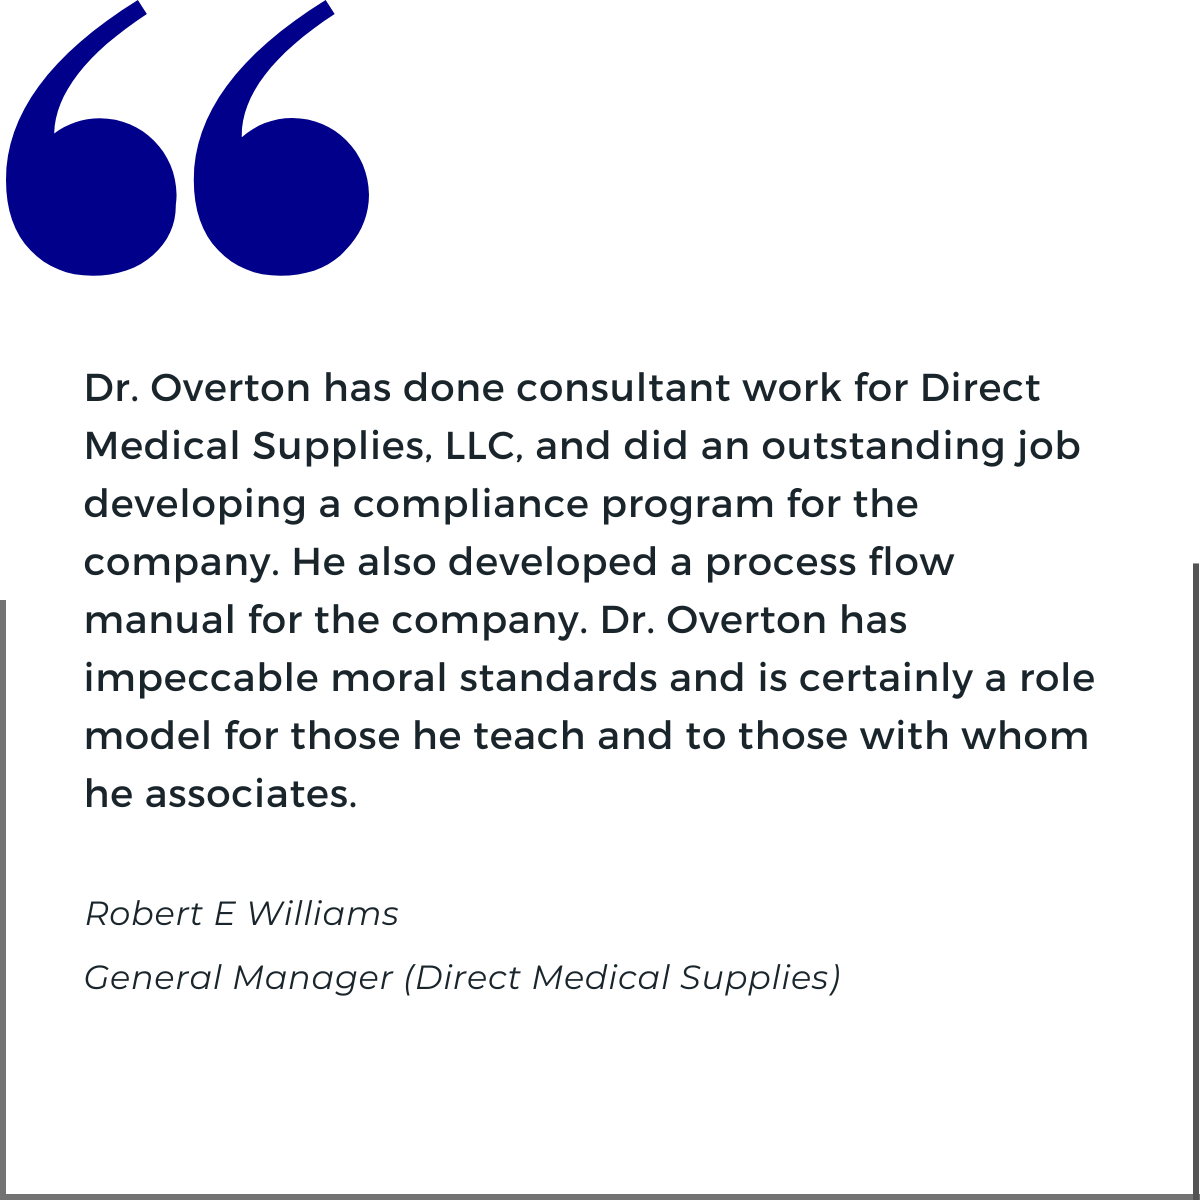 Dr. Overton has done consultant work for Direct
Medical Supplies, LLC, and did an outstanding job
developing a compliance program for the
company. He also developed a process flow
manual for the company. Dr. Overton has
impeccable moral standards and is certainly a role
model for those he teach and to those with whom
he associates.
Robert E Williams
General Manager (Direct Medical Supplies)